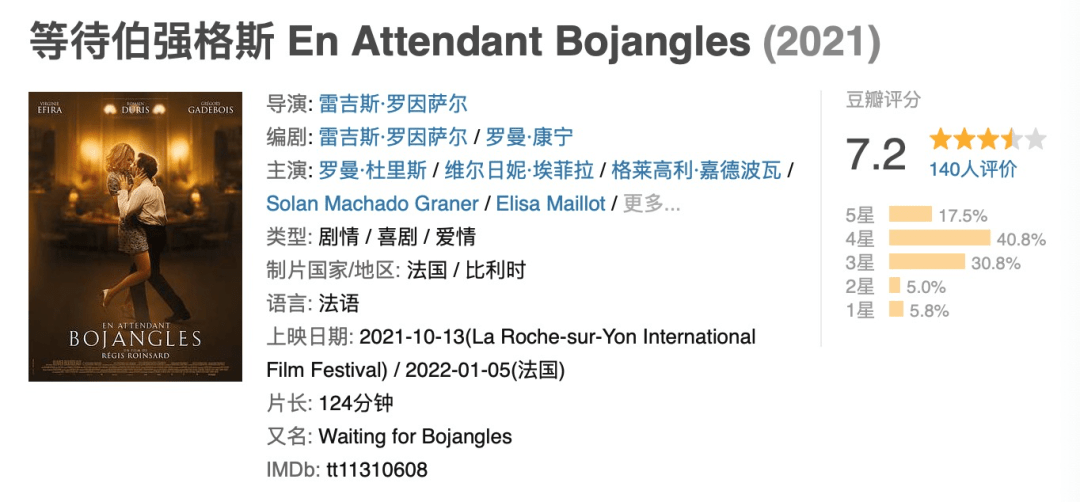 等待伯强格斯 En Attendant Bojangles (2021)
VIRGINIE EFIRA
ROMAIN DURIS
GRÉGORY GADEBOIS
EN ATTENDANT
BOJANGLES
UN FILM DE
RÉGIS ROINSARD
导演: 雷吉斯·罗因萨尔
编剧: 雷吉斯·罗因萨尔 / 罗曼·康宁
主演: 罗曼·杜里斯 / 维尔日妮·埃菲拉 / 格莱高利·嘉德波瓦 /
Solan Machado Graner / Elisa Maillot / 更多...
类型: 剧情 / 喜剧 / 爱情
制片国家/地区: 法国 / 比利时
语言: 法语
上映日期: 2021-10-13(La Roche-sur-Yon International
Film Festival) / 2022-01-05(法国)
片长: 124分钟
又名: Waiting for Bojangles
IMDb: tt11310608
豆瓣评分
7.2
140人评价
5星 17.5%
4星 40.8%
3星 30.8%
2星 5.0%
1星 5.8%